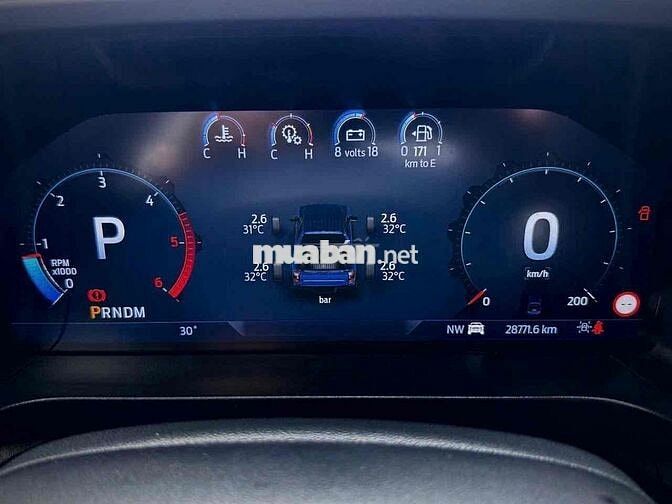 C H
C H
8 volts 18
0 171 1
km to E
0
1
2
3
4
5
6
RPM
x1000
P
PRNDM
30°
2.6
31°C
2.6
32°C
2.6
32°C
2.6
32°C
bar
muaban.net
0
km/h
0
200
NW
28771.6 km